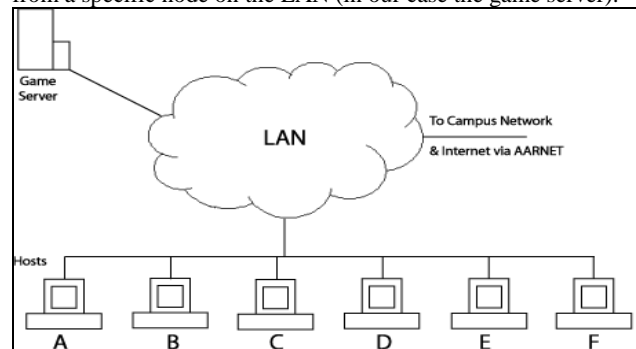 from a specific node on the LAN (in our case the game server).
Game
Server
LAN
To Campus Network
& Internet via AARNET
Hosts
A B C D E F